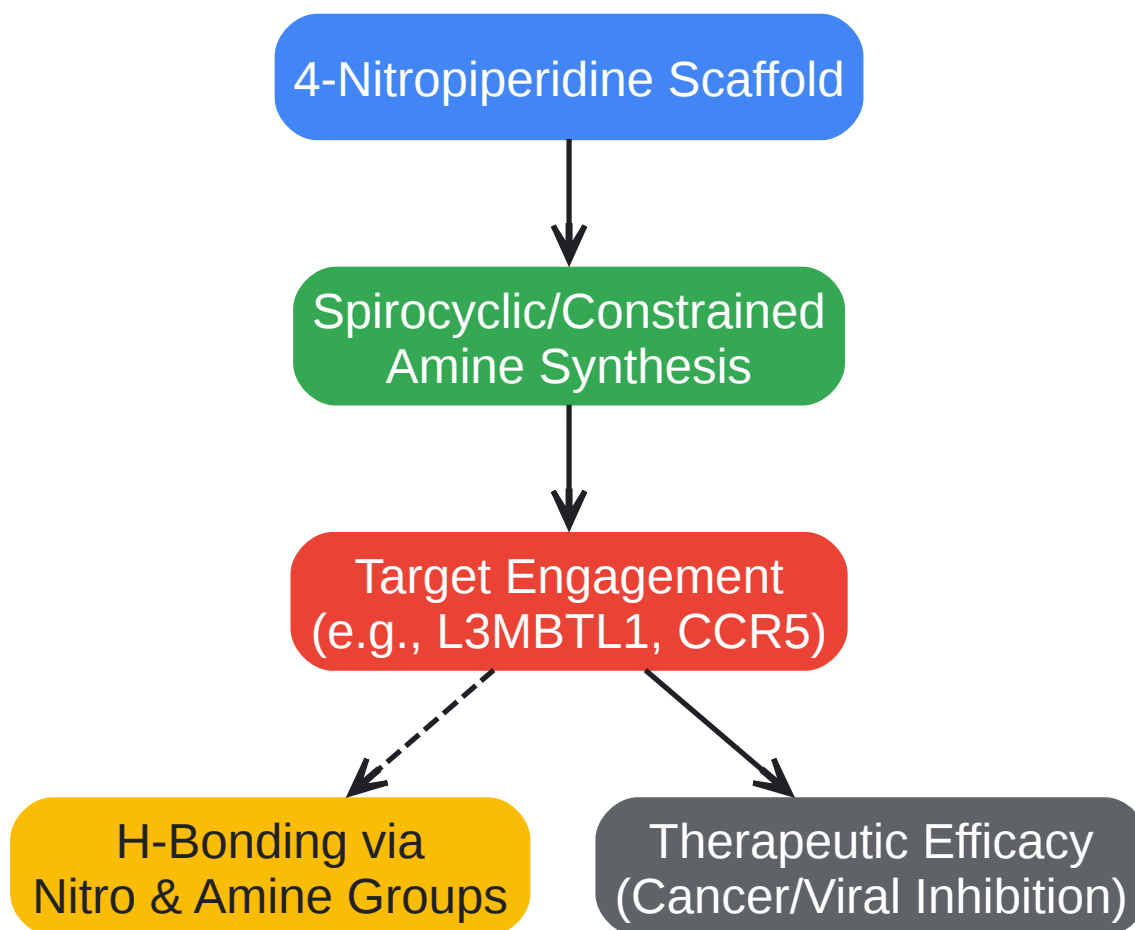 4-Nitropiperidine Scaffold
Spirocyclic/Constrained
Amine Synthesis
Target Engagement
(e.g., L3MBTL1, CCR5)
H-Bonding via
Nitro & Amine Groups
Therapeutic Efficacy
(Cancer/Viral Inhibition)